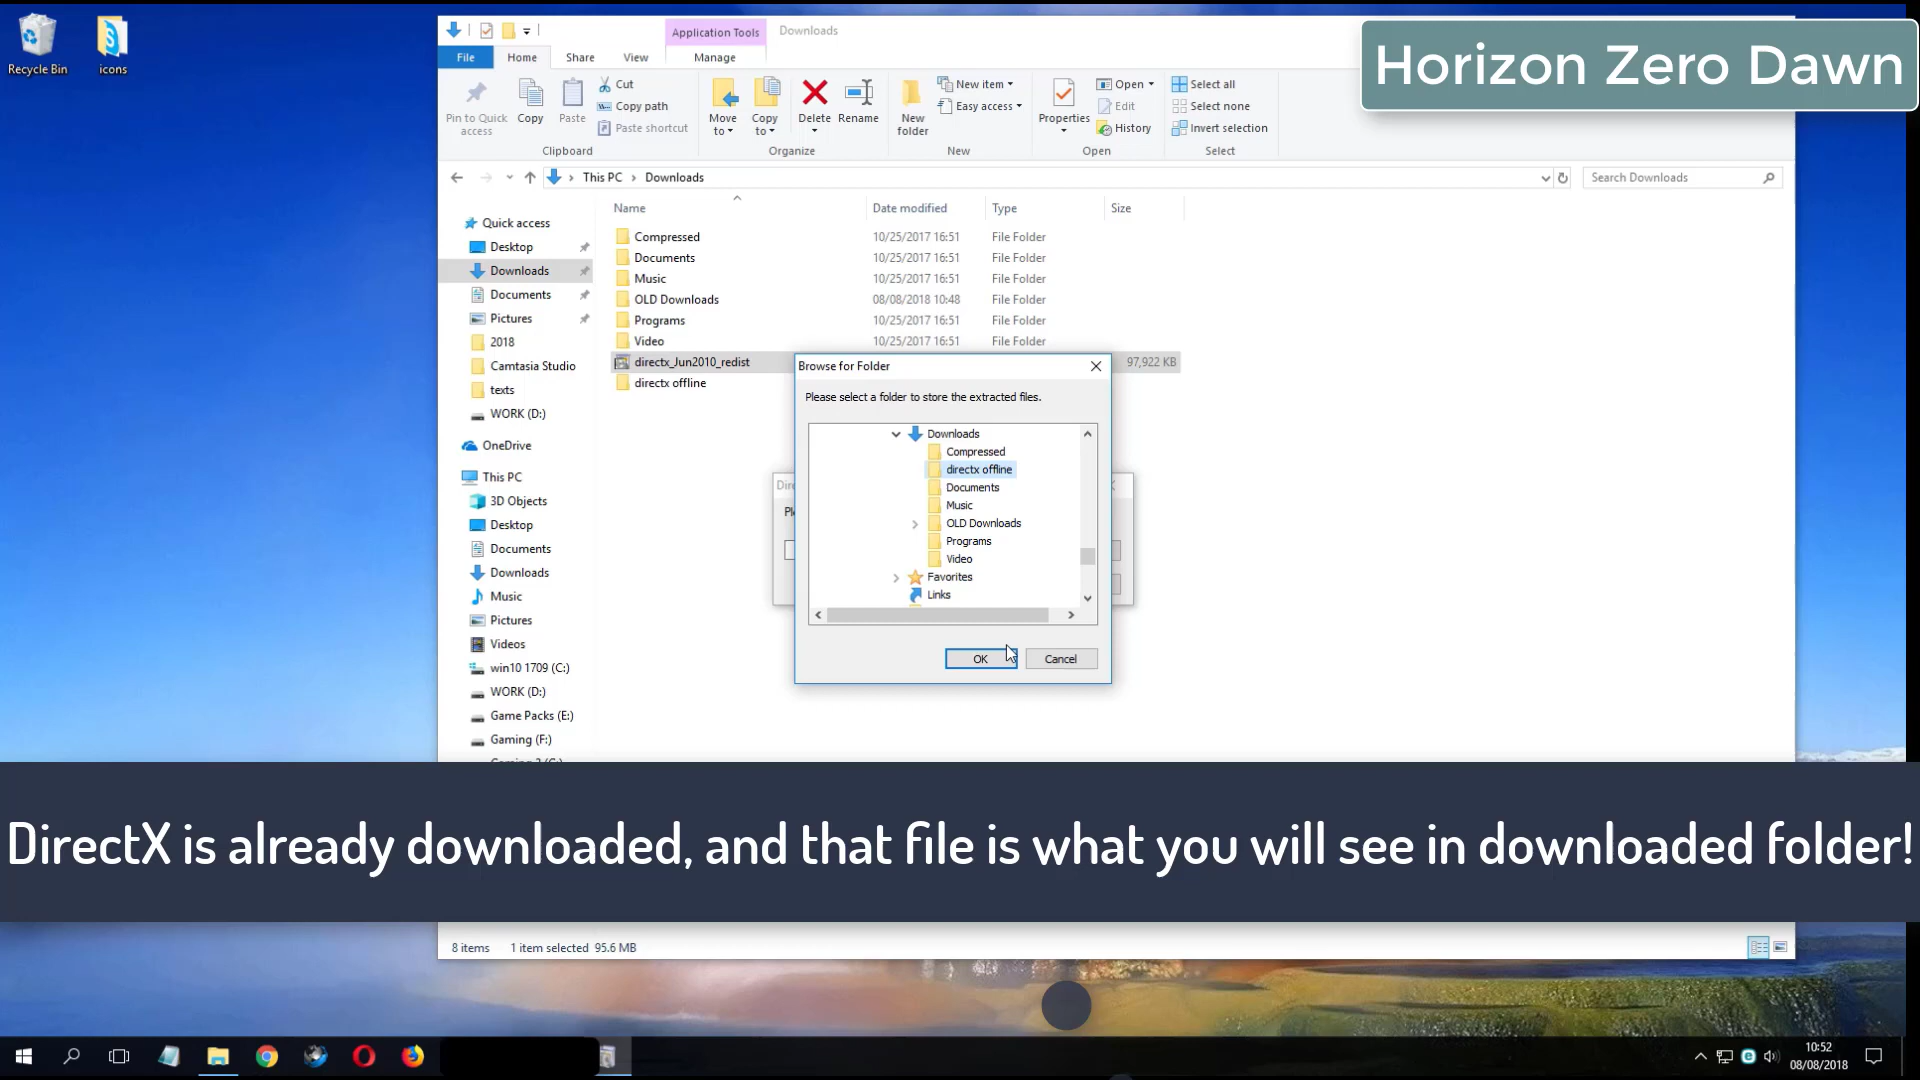 Recycle Bin
icons
Application Tools
Downloads
Horizon Zero Dawn
File
Home
Share
View
Manage
Pin to Quick access
Copy
Paste
Cut
Copy path
Paste shortcut
Clipboard
Move to
Copy to
Delete
Rename
Organize
New folder
New item
Easy access
New
Properties
Open
Edit
History
Open
Select all
Select none
Invert selection
Select
This PC
Downloads
Search Downloads
Name
Date modified
Type
Size
Quick access
Desktop
Downloads
Documents
Pictures
2018
Camtasia Studio
texts
WORK (D:)
OneDrive
This PC
3D Objects
Desktop
Documents
Downloads
Music
Pictures
Videos
win10 1709 (C:)
WORK (D:)
Game Packs (E:)
Gaming (F:)
Compressed 10/25/2017 16:51 File Folder
Documents 10/25/2017 16:51 File Folder
Music 10/25/2017 16:51 File Folder
OLD Downloads 08/08/2018 10:48 File Folder
Programs 10/25/2017 16:51 File Folder
Video 10/25/2017 16:51 File Folder
directx_Jun2010_redist 97,922 KB
directx offline
Browse for Folder
Please select a folder to store the extracted files.
Downloads
Compressed
directx offline
Documents
Music
OLD Downloads
Programs
Video
Favorites
Links
OK
Cancel
DirectX is already downloaded, and that file is what you will see in downloaded folder!
8 items
1 item selected 95.6 MB
10:52
08/08/2018